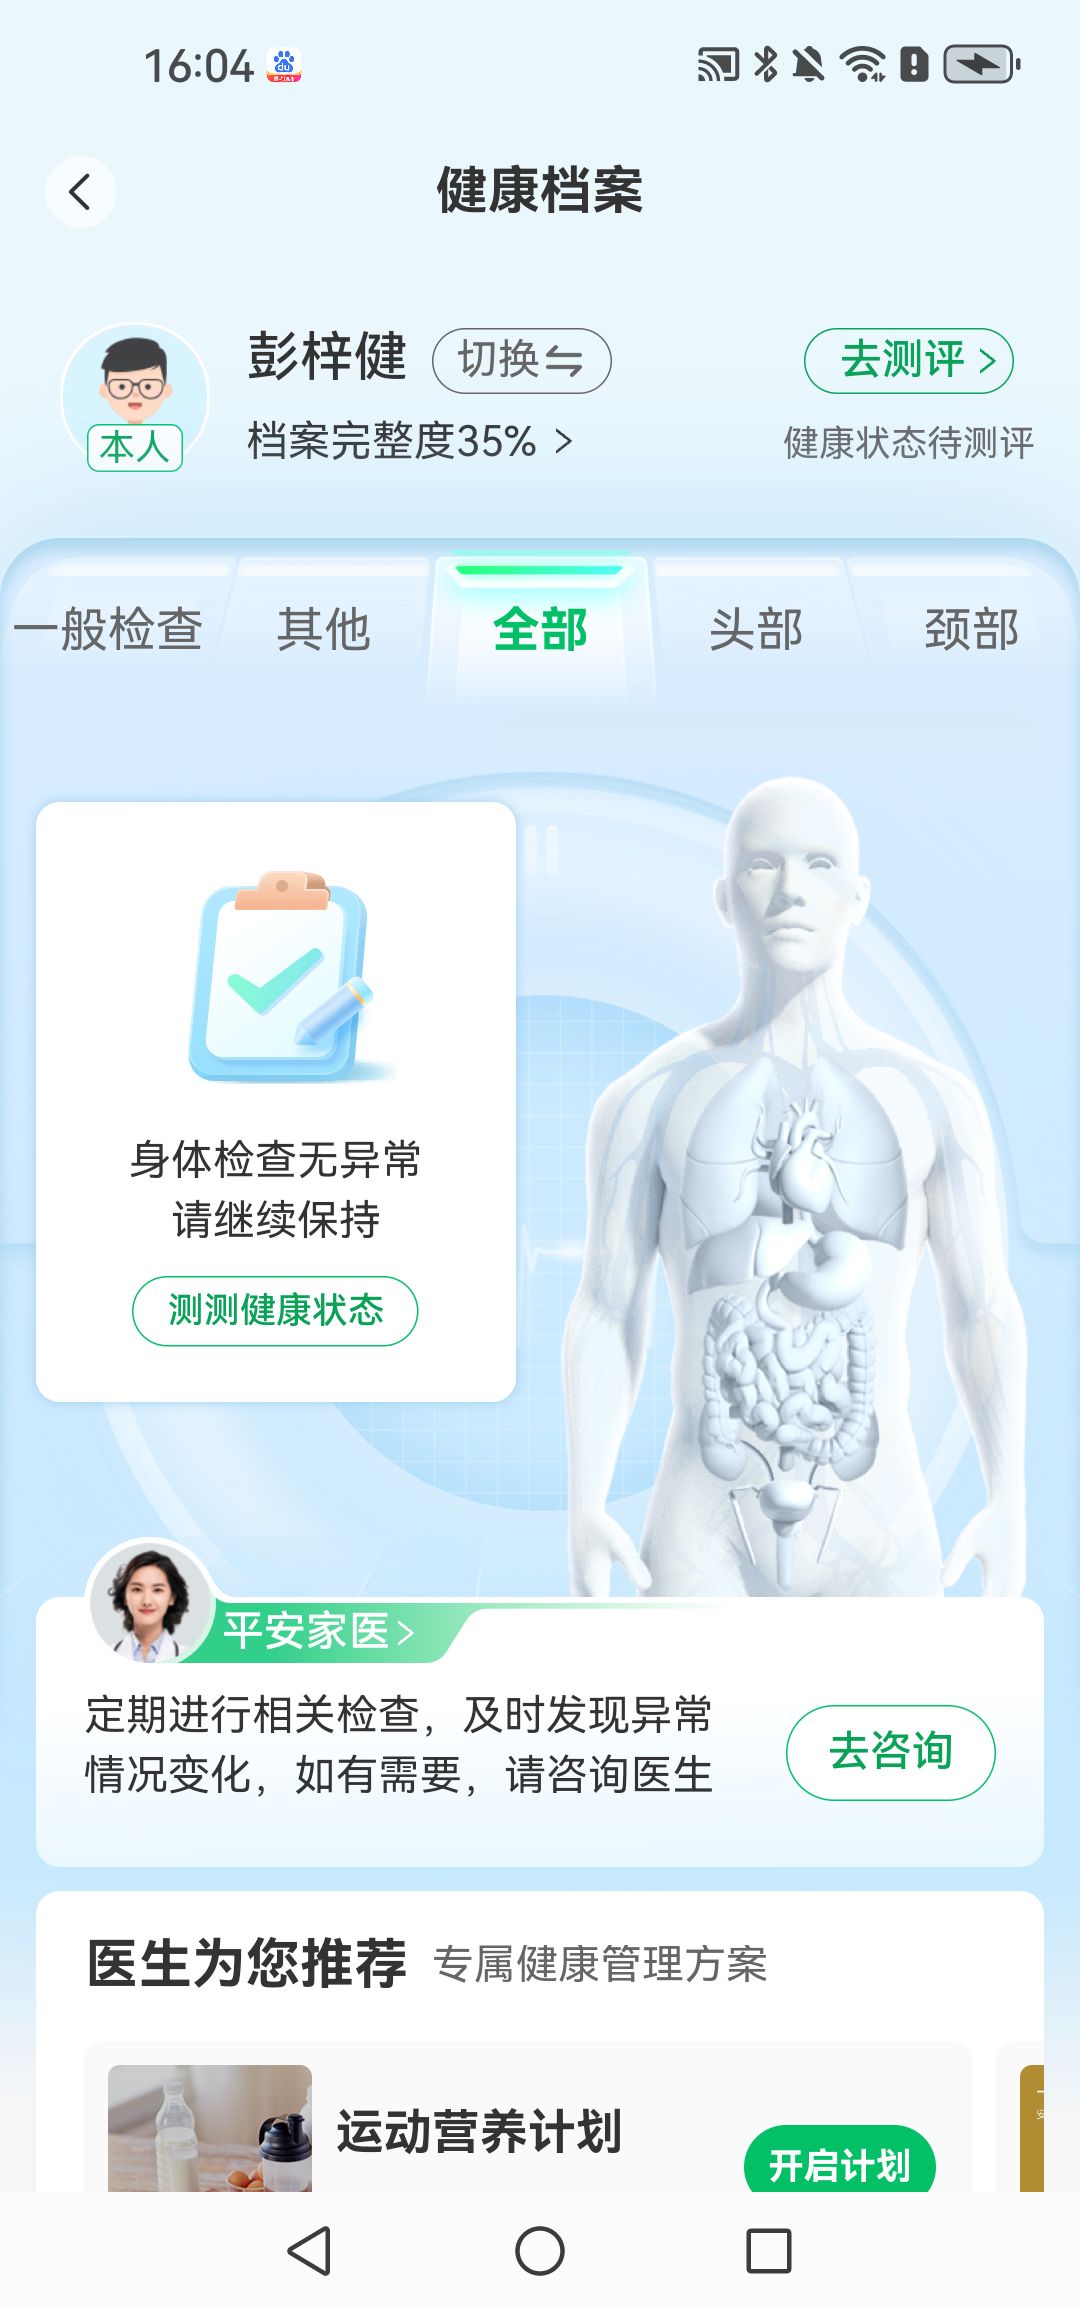 16:04
健康档案
彭梓健 切换 去测评 >
本人
档案完整度35% >
健康状态待测评
一般检查 其他 全部 头部 颈部
身体检查无异常
请继续保持
测测健康状态
平安家医>
定期进行相关检查，及时发现异常
情况变化，如有需要，请咨询医生
去咨询
医生为您推荐 专属健康管理方案
运动营养计划
开启计划